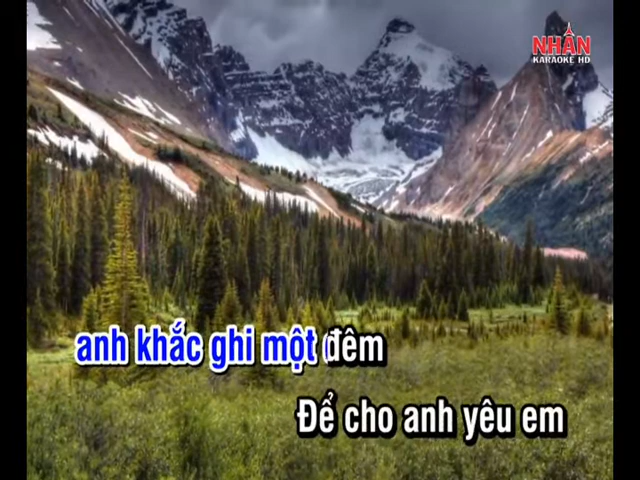 NHÂN
KARAOKE HD
anh khắc ghi một đêm
Để cho anh yêu em